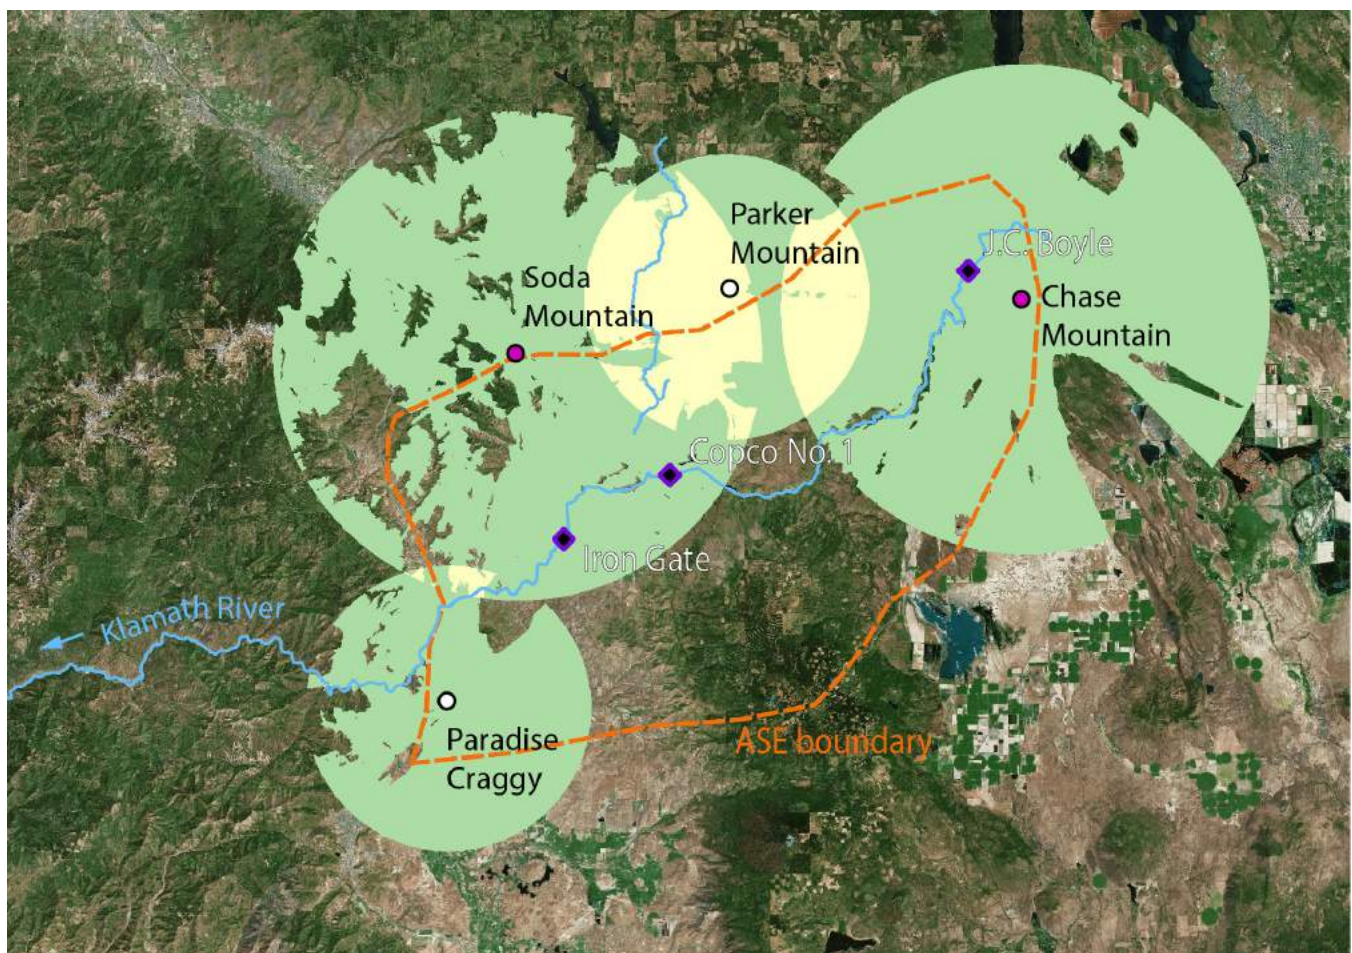 Parker
Mountain
J.C. Boyle
Soda
Mountain
Chase
Mountain
Copco No. 1
Iron Gate
Klamath River
Paradise
Craggy
ASE boundary